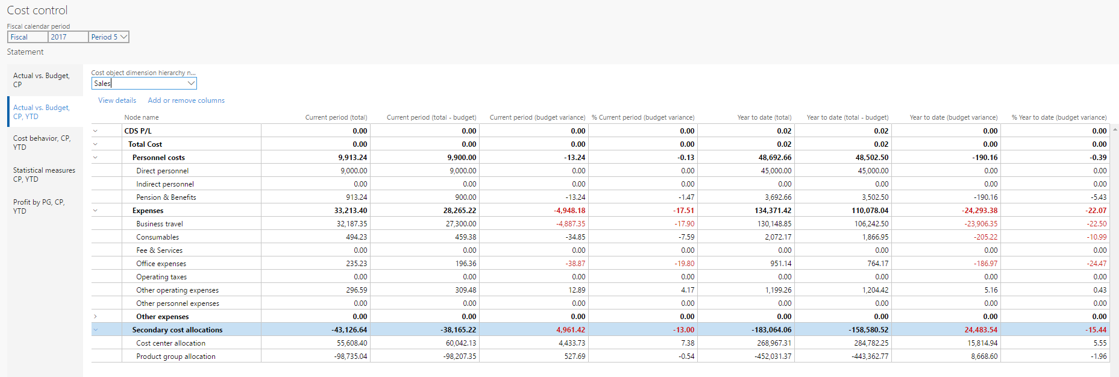 Cost control
Fiscal calendar period
Fiscal 2017 Period 5
Statement
Actual vs. Budget, CP
Actual vs. Budget, CP, YTD
Cost behavior, CP, YTD
Statistical measures CP, YTD
Profit by PG, CP, YTD
Cost object dimension hierarchy n...
Sales
View details Add or remove columns
Node name Current period (total) Current period (total - budget) Current period (budget variance) % Current period (budget variance) Year to date (total) Year to date (total - budget) Year to date (budget variance) % Year to date (budget variance)
CDS P/L 0.00 0.00 0.00 0.00 0.02 0.02 0.00 0.00
Total Cost 0.00 0.00 0.00 0.00 0.02 0.02 0.00 0.00
Personnel costs 9,913.24 9,900.00 -13.24 -0.13 48,692.66 48,502.50 -190.16 -0.39
Direct personnel 9,000.00 9,000.00 0.00 0.00 45,000.00 45,000.00 0.00 0.00
Indirect personnel 0.00 0.00 0.00 0.00 0.00 0.00 0.00 0.00
Pension & Benefits 913.24 900.00 -13.24 -1.47 3,692.66 3,502.50 -190.16 -5.43
Expenses 33,213.40 28,265.22 -4,948.18 -17.51 134,371.42 110,078.04 -24,293.38 -22.07
Business travel 32,187.35 27,300.00 -4,887.35 -17.90 130,148.85 106,242.50 -23,906.35 -22.50
Consumables 494.23 459.38 -34.85 -7.59 2,072.17 1,866.95 -205.22 -10.99
Fee & Services 0.00 0.00 0.00 0.00 0.00 0.00 0.00 0.00
Office expenses 235.23 196.36 -38.87 -19.80 951.14 764.17 -186.97 -24.47
Operating taxes 0.00 0.00 0.00 0.00 0.00 0.00 0.00 0.00
Other operating expenses 296.59 309.48 12.89 4.17 1,199.26 1,204.42 5.16 0.43
Other personnel expenses 0.00 0.00 0.00 0.00 0.00 0.00 0.00 0.00
Other expenses 0.00 0.00 0.00 0.00 0.00 0.00 0.00 0.00
Secondary cost allocations -43,126.64 -38,165.22 4,961.42 -13.00 -183,064.06 -158,580.52 24,483.54 -15.44
Cost center allocation 55,608.40 60,042.13 4,433.73 7.38 268,967.31 284,782.25 15,814.94 5.55
Product group allocation -98,735.04 -98,207.35 527.69 -0.54 -452,031.37 -443,362.77 8,668.60 -1.96